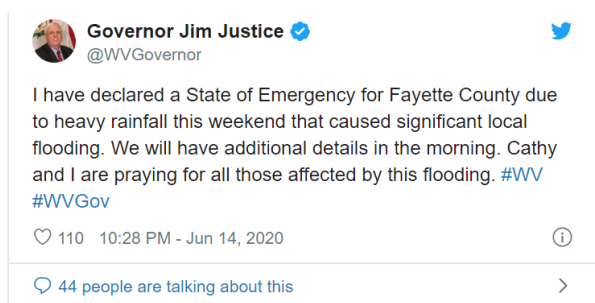 Governor Jim Justice
@WVGovernor
I have declared a State of Emergency for Fayette County due
to heavy rainfall this weekend that caused significant local
flooding. We will have additional details in the morning. Cathy
and I are praying for all those affected by this flooding. #WV
#WVGov
110 10:28 PM - Jun 14, 2020
44 people are talking about this